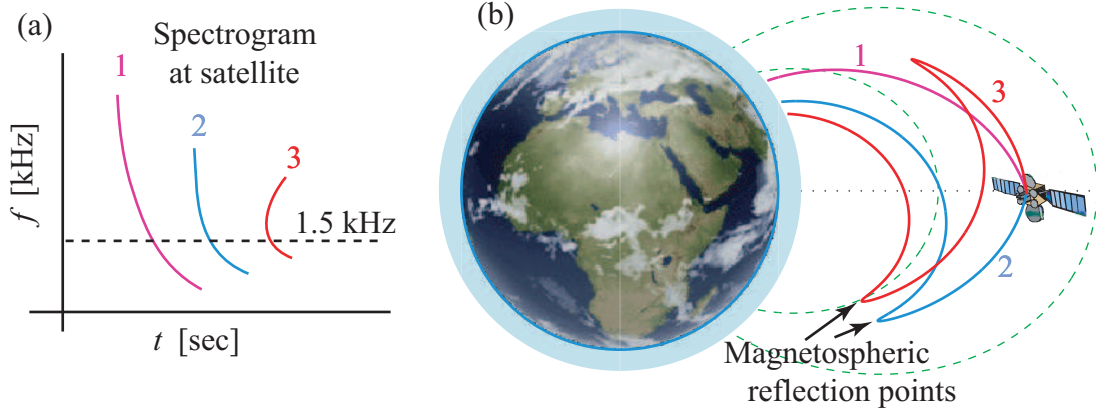 (a)
Spectrogram
at satellite
1
2
3
f [kHz]
1.5 kHz
t [sec]
(b)
1
3
2
Magnetospheric
reflection points